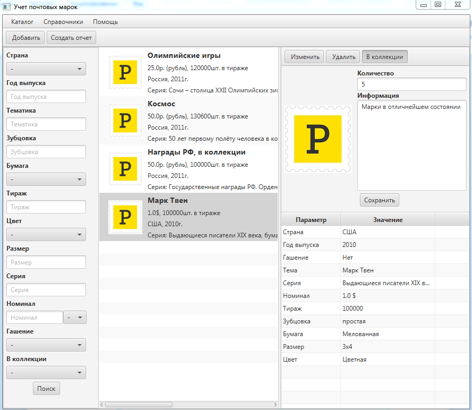 Учет почтовых марок
Каталог Справочники Помощь
Добавить Создать отчет
Страна
-
Год выпуска
Год выпуска
Тематика
Тематика
Зубцовка
Зубцовка
Бумага
-
Тираж
Тираж
Цвет
-
Размер
Размер
Серия
Серия
Номинал
Номинал -
Гашение
-
В коллекции
-
Поиск
P
Олимпийские игры
25.0р. (рубль), 120000шт. в тираже
Россия, 2011г.
Серия: Сочи – столица XXII Олимпийских зи
P
Космос
50.0р. (рубль), 130600шт. в тираже
Россия, 2011г.
Серия: 50 лет первому полёту человека в ко
P
Награды РФ, в коллекции
50.0р. (рубль), 100000шт. в тираже
Россия, 2011г.
Серия: Государственные награды РФ. Орден
P
Марк Твен
1.0$, 100000шт. в тираже
США, 2010г.
Серия: Выдающиеся писатели XIX века, бума
Изменить Удалить В коллекции
P
Количество
5
Информация
Марки в отличнейшем состоянии
Сохранить
Параметр Значение
Страна США
Год выпуска 2010
Гашение Нет
Тема Марк Твен
Серия Выдающиеся писатели XIX в...
Номинал 1.0 $
Тираж 100000
Зубцовка простая
Бумага Мелованная
Размер 3x4
Цвет Цветная